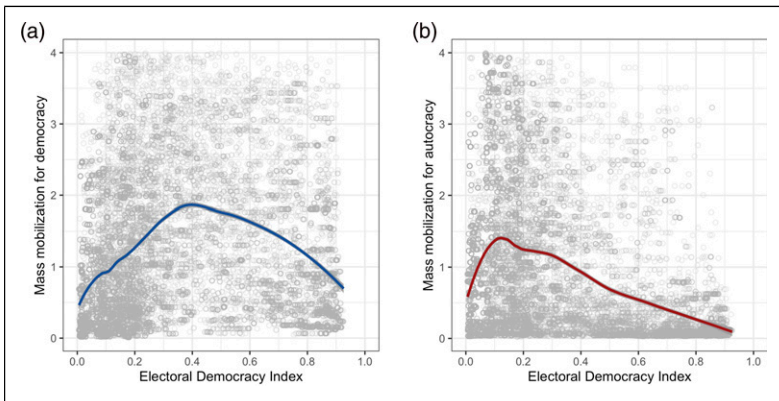 (a)
Mass mobilization for democracy
4
3
2
1
0
0.0 0.2 0.4 0.6 0.8 1.0
Electoral Democracy Index
(b)
Mass mobilization for autocracy
4
3
2
1
0
0.0 0.2 0.4 0.6 0.8 1.0
Electoral Democracy Index